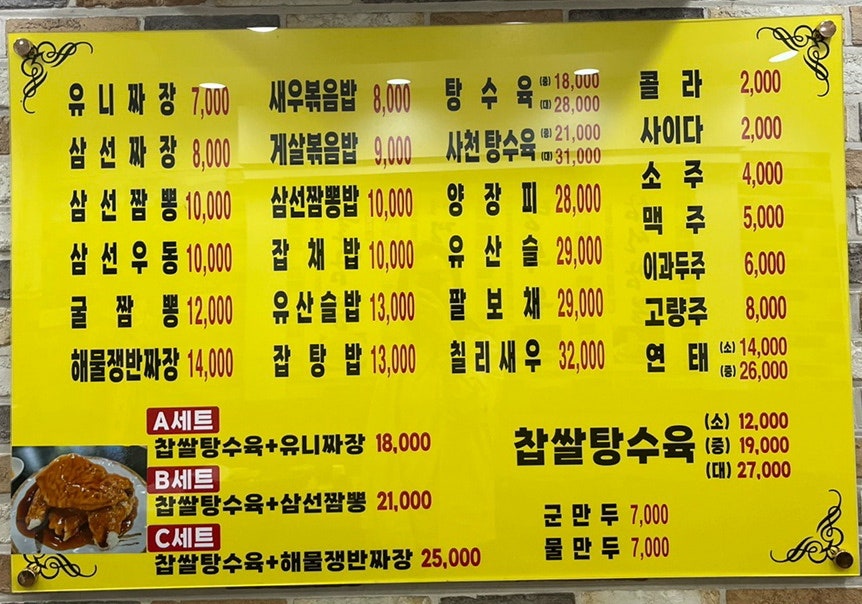 유니짜장 7,000
삼선짜장 8,000
삼선짬뽕 10,000
삼선우동 10,000
굴짬뽕 12,000
해물쟁반짜장 14,000
새우볶음밥 8,000
게살볶음밥 9,000
삼선짬뽕밥 10,000
잡채밥 10,000
유산슬밥 13,000
잡탕밥 13,000
탕수육 (중) 18,000
(대) 28,000
사천탕수육 (중) 21,000
(대) 31,000
양장피 28,000
유산슬 29,000
팔보채 29,000
칠리새우 32,000
콜라 2,000
사이다 2,000
소주 4,000
맥주 5,000
이과두주 6,000
고량주 8,000
연태 (소) 14,000
(중) 26,000
A세트
찹쌀탕수육+유니짜장 18,000
B세트
찹쌀탕수육+삼선짬뽕 21,000
C세트
찹쌀탕수육+해물쟁반짜장 25,000
찹쌀탕수육 (소) 12,000
(중) 19,000
(대) 27,000
군만두 7,000
물만두 7,000